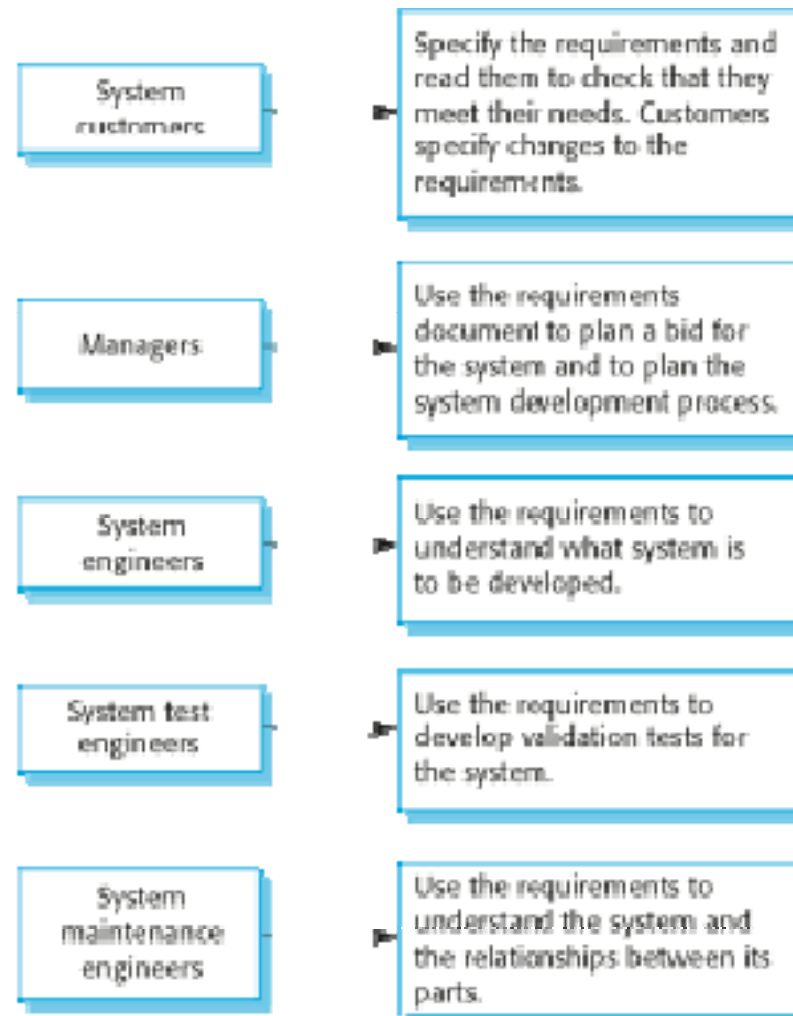 System
customers
Specify the requirements and
read them to check that they
meet their needs. Customers
specify changes to the
requirements.
Managers
Use the requirements
document to plan a bid for
the system and to plan the
system development process.
System
engineers
Use the requirements to
understand what system is
to be developed.
System test
engineers
Use the requirements to
develop validation tests for
the system.
System
maintenance
engineers
Use the requirements to
understand the system and
the relationships between its
parts.